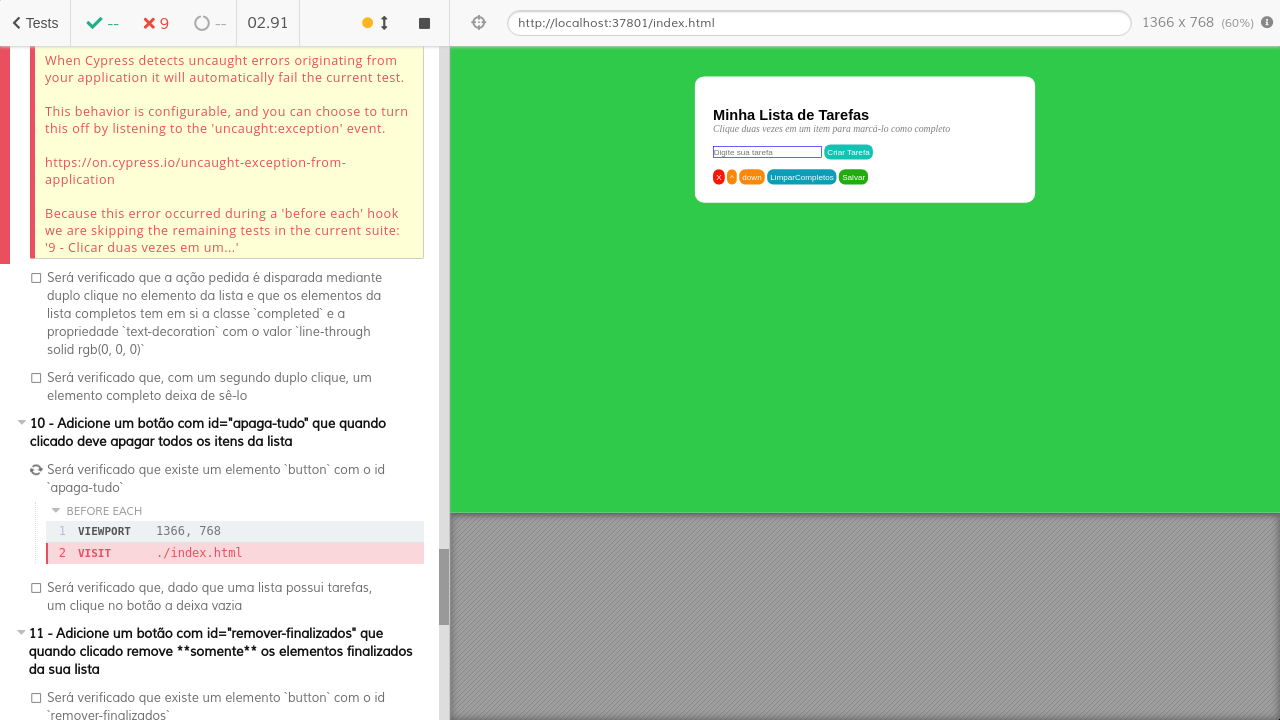 Tests
--
9
--
02.91
http://localhost:37801/index.html
1366 x 768 (60%)
When Cypress detects uncaught errors originating from
your application it will automatically fail the current test.
This behavior is configurable, and you can choose to turn
this off by listening to the 'uncaught:exception' event.
https://on.cypress.io/uncaught-exception-from-
application
Because this error occurred during a 'before each' hook
we are skipping the remaining tests in the current suite:
'9 - Clicar duas vezes em um...'
Será verificado que a ação pedida é disparada mediante
duplo clique no elemento da lista e que os elementos da
lista completos tem em si a classe `completed` e a
propriedade `text-decoration` com o valor `line-through
solid rgb(0, 0, 0)`
Será verificado que, com um segundo duplo clique, um
elemento completo deixa de sê-lo
10 - Adicione um botão com id="apaga-tudo" que quando
clicado deve apagar todos os itens da lista
Será verificado que existe um elemento `button` com o id
`apaga-tudo`
BEFORE EACH
1 VIEWPORT 1366, 768
2 VISIT ./index.html
Será verificado que, dado que uma lista possui tarefas,
um clique no botão a deixa vazia
11 - Adicione um botão com id="remover-finalizados" que
quando clicado remove **somente** os elementos finalizados
da sua lista
Será verificado que existe um elemento `button` com o id
`remover-finalizados`
Minha Lista de Tarefas
Clique duas vezes em um item para marcá-lo como completo
Digite sua tarefa
Criar Tarefa
X
^
down
LimparCompletos
Salvar